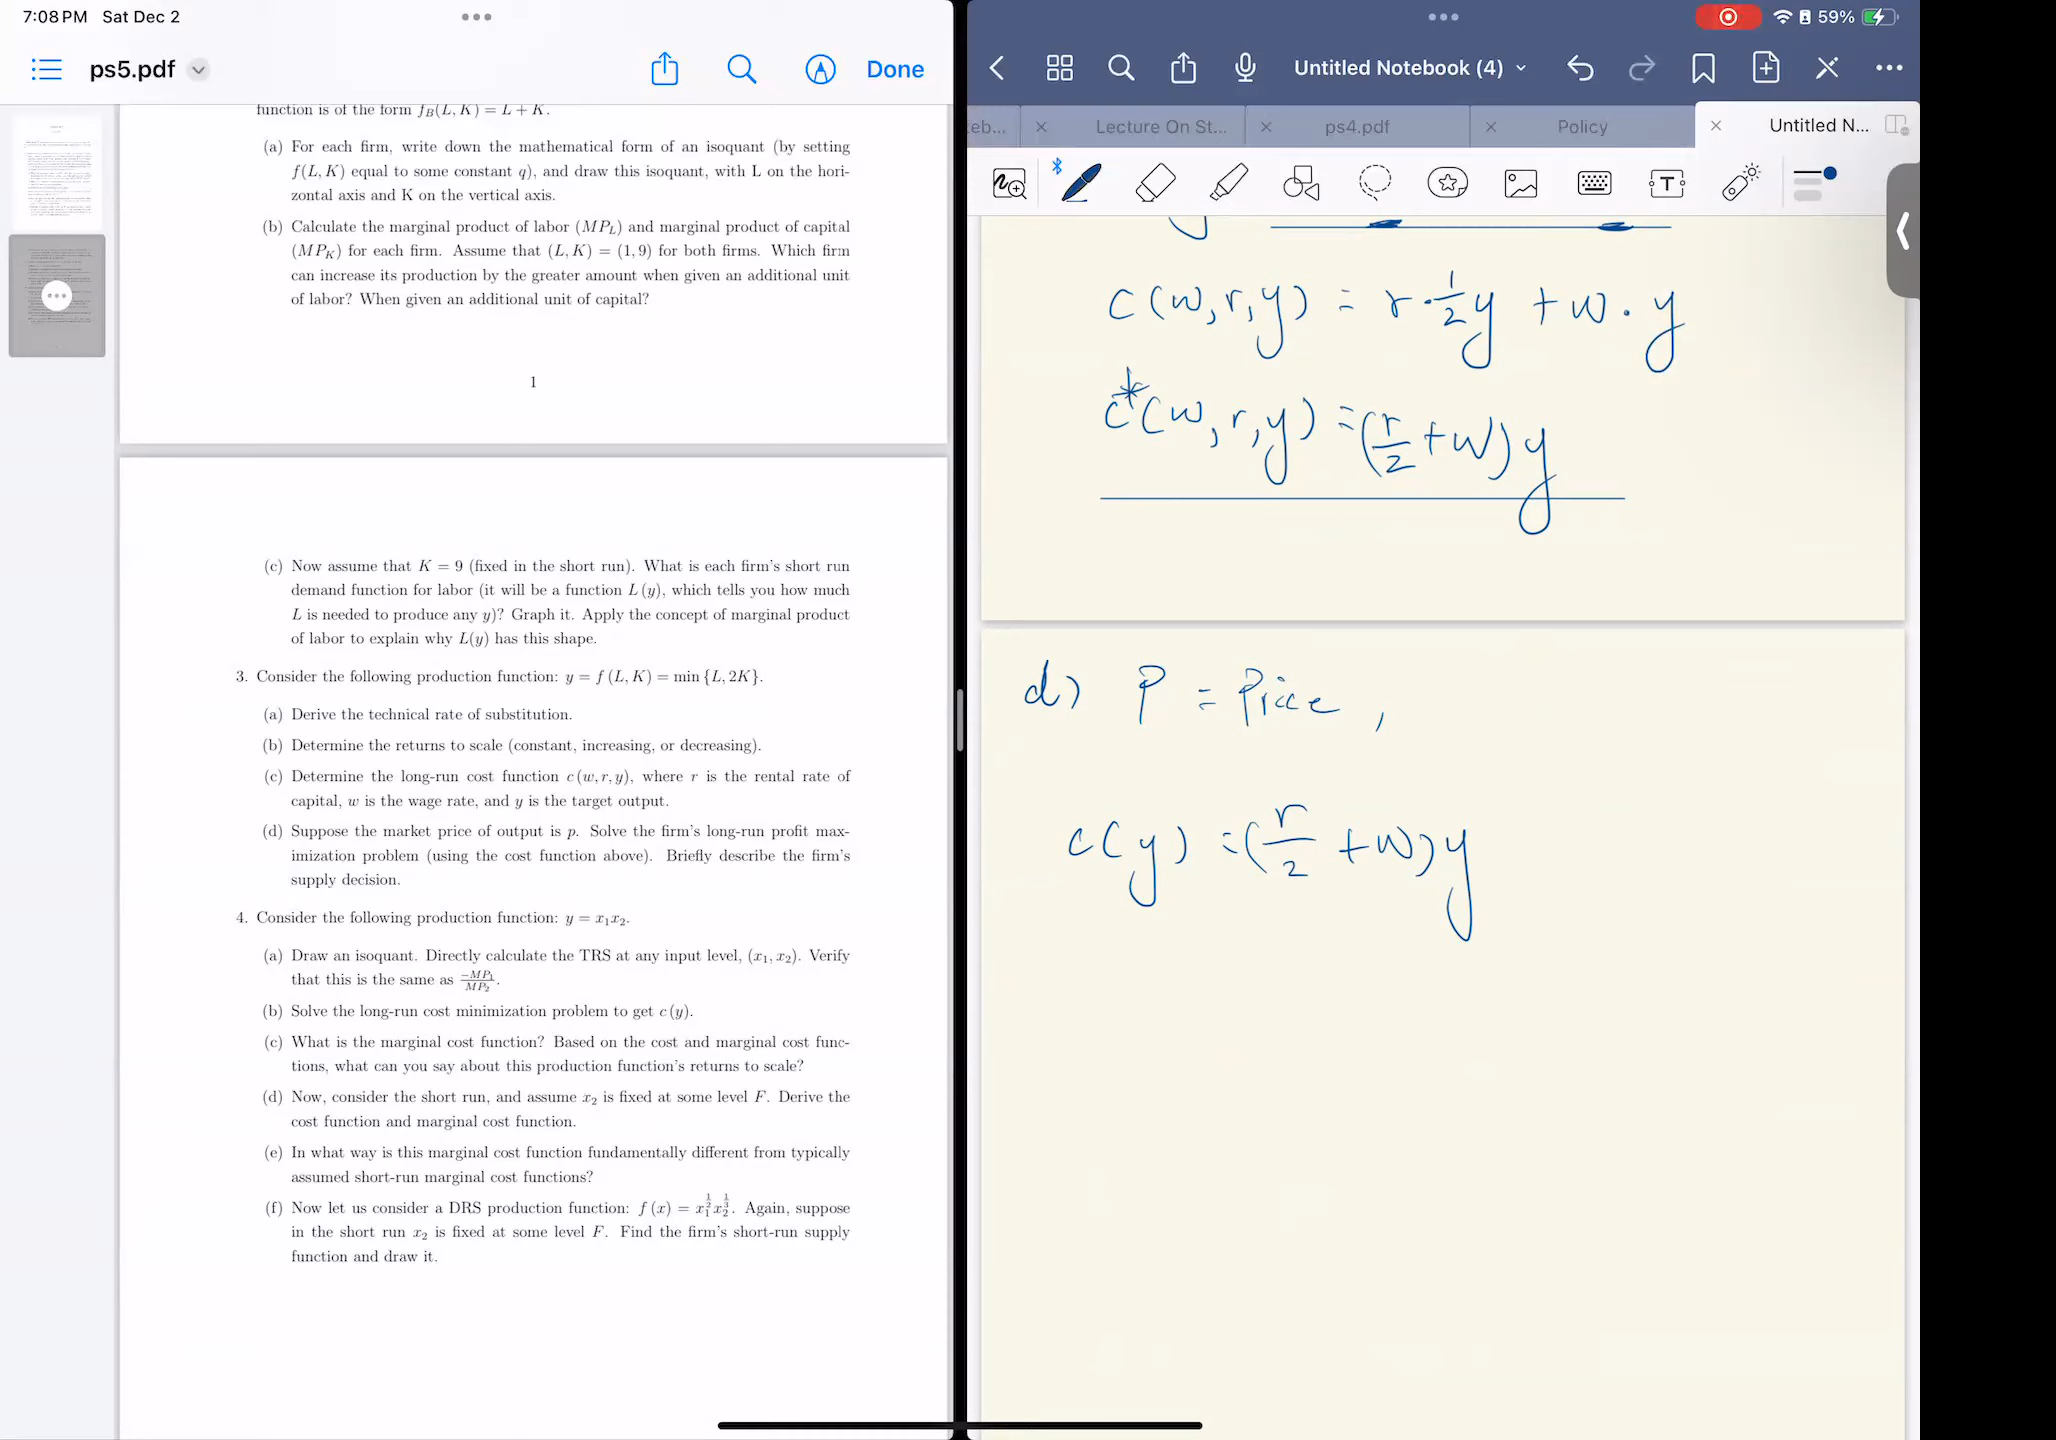 7:08 PM Sat Dec 2
ps5.pdf
Done
function is of the form f_B(L, K) = L + K.
(a) For each firm, write down the mathematical form of an isoquant (by setting
f(L, K) equal to some constant q), and draw this isoquant, with L on the hori-
zontal axis and K on the vertical axis.
(b) Calculate the marginal product of labor (MP_L) and marginal product of capital
(MP_K) for each firm. Assume that (L, K) = (1, 9) for both firms. Which firm
can increase its production by the greater amount when given an additional unit
of labor? When given an additional unit of capital?
1
(c) Now assume that K = 9 (fixed in the short run). What is each firm's short run
demand function for labor (it will be a function L (y), which tells you how much
L is needed to produce any y)? Graph it. Apply the concept of marginal product
of labor to explain why L(y) has this shape.
3. Consider the following production function: y = f (L, K) = min {L, 2K}.
(a) Derive the technical rate of substitution.
(b) Determine the returns to scale (constant, increasing, or decreasing).
(c) Determine the long-run cost function c (w, r, y), where r is the rental rate of
capital, w is the wage rate, and y is the target output.
(d) Suppose the market price of output is p. Solve the firm's long-run profit max-
imization problem (using the cost function above). Briefly describe the firm's
supply decision.
4. Consider the following production function: y = x₁x₂.
(a) Draw an isoquant. Directly calculate the TRS at any input level, (x₁, x₂). Verify
that this is the same as -MP₁/MP₂.
(b) Solve the long-run cost minimization problem to get c (y).
(c) What is the marginal cost function? Based on the cost and marginal cost func-
tions, what can you say about this production function's returns to scale?
(d) Now, consider the short run, and assume x₂ is fixed at some level F. Derive the
cost function and marginal cost function.
(e) In what way is this marginal cost function fundamentally different from typically
assumed short-run marginal cost functions?
(f) Now let us consider a DRS production function: f (x) = x₁^(1/2) x₂^(1/3). Again, suppose
in the short run x₂ is fixed at some level F. Find the firm's short-run supply
function and draw it.
59%
Untitled Notebook (4)
eb...
Lecture On St...
ps4.pdf
Policy
Untitled N...
T
c(w,r,y) = r·1/2y + w·y
c*(w,r,y) = (r/2 + w)y
d) P = Price,
c(y) = (r/2 + w)y